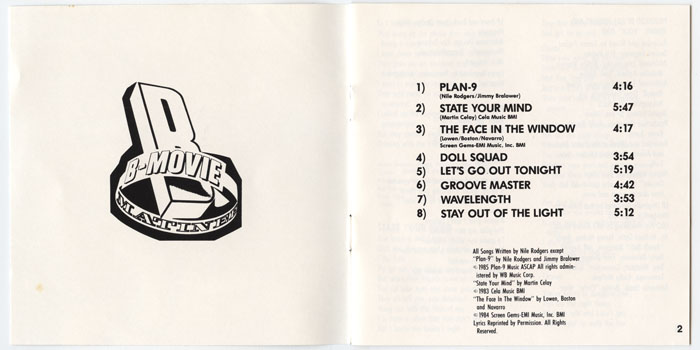 B
B-MOVIE
MATINEE
1) PLAN-9 4:16
(Nile Rodgers/Jimmy Bralower)
2) STATE YOUR MIND 5:47
(Martin Celay) Cela Music BMI
3) THE FACE IN THE WINDOW 4:17
(Lowen/Boston/Navarro)
Screen Gems-EMI Music, Inc. BMI
4) DOLL SQUAD 3:54
5) LET'S GO OUT TONIGHT 5:19
6) GROOVE MASTER 4:42
7) WAVELENGTH 3:53
8) STAY OUT OF THE LIGHT 5:12
All Songs Written by Nile Rodgers except
"Plan-9" by Nile Rodgers and Jimmy Bralower
©1985 Plan-9 Music ASCAP All rights admin-
istered by WB Music Corp.
"State Your Mind" by Martin Celay
©1983 Cela Music BMI
"The Face In The Window" by Lowen, Boston
and Navarro
©1984 Screen Gems-EMI Music, Inc. BMI
Lyrics Reprinted by Permission. All Rights
Reserved.
2